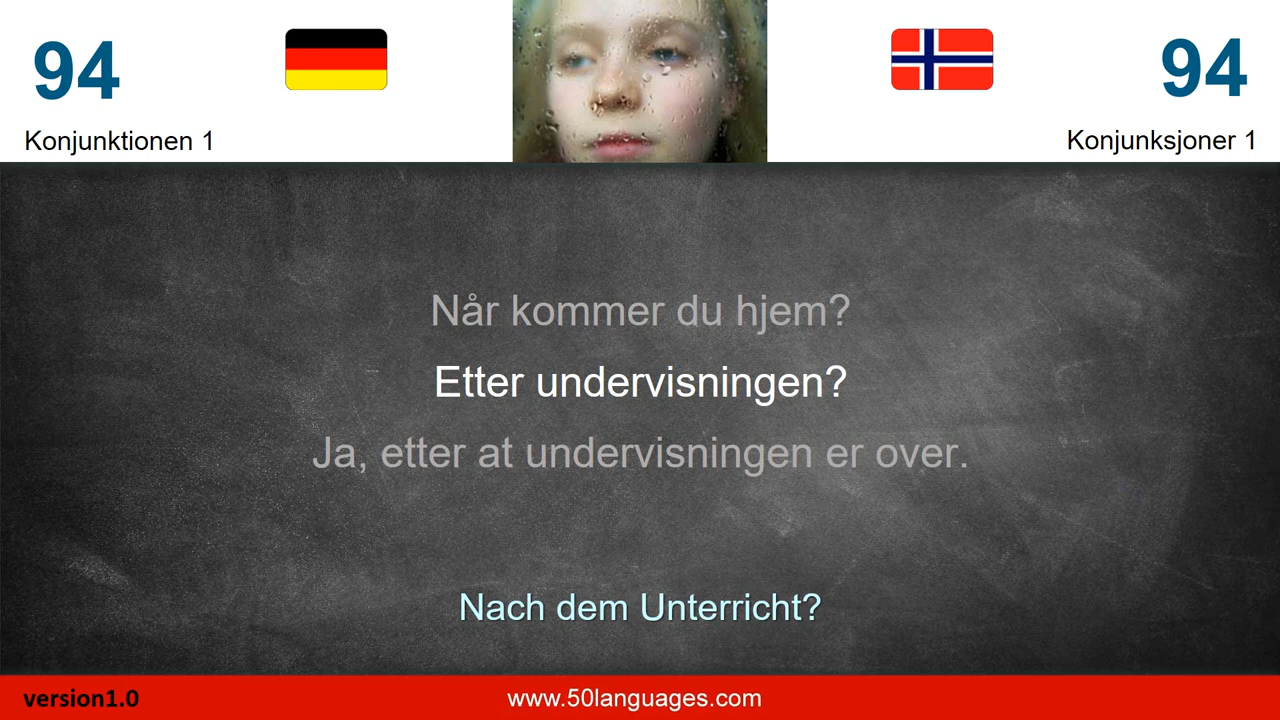 94
94
Konjunktionen 1
Konjunksjoner 1
Når kommer du hjem?
Etter undervisningen?
Ja, etter at undervisningen er over.
Nach dem Unterricht?
version1.0
www.50languages.com